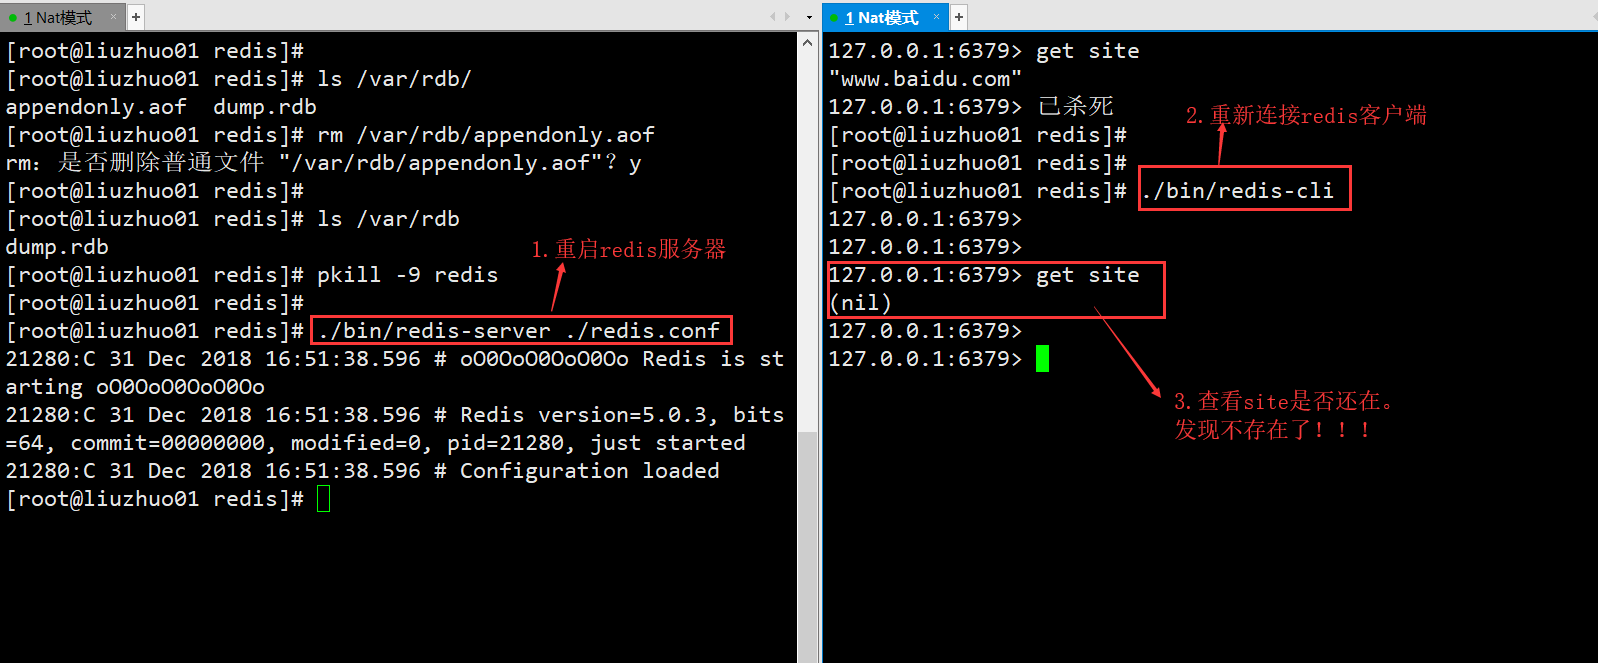 1 Nat模式 × +
[root@liuzhuo01 redis]#
[root@liuzhuo01 redis]# ls /var/rdb/
appendonly.aof  dump.rdb
[root@liuzhuo01 redis]# rm /var/rdb/appendonly.aof
rm：是否删除普通文件 "/var/rdb/appendonly.aof"？y
[root@liuzhuo01 redis]#
[root@liuzhuo01 redis]# ls /var/rdb
dump.rdb
1.重启redis服务器
[root@liuzhuo01 redis]# pkill -9 redis
[root@liuzhuo01 redis]#
[root@liuzhuo01 redis]# ./bin/redis-server ./redis.conf
21280:C 31 Dec 2018 16:51:38.596 # oO0OoO0OoO0Oo Redis is st
arting oO0OoO0OoO0Oo
21280:C 31 Dec 2018 16:51:38.596 # Redis version=5.0.3, bits
=64, commit=00000000, modified=0, pid=21280, just started
21280:C 31 Dec 2018 16:51:38.596 # Configuration loaded
[root@liuzhuo01 redis]#
1 Nat模式 × +
127.0.0.1:6379> get site
"www.baidu.com"
127.0.0.1:6379> 已杀死
2.重新连接redis客户端
[root@liuzhuo01 redis]#
[root@liuzhuo01 redis]#
[root@liuzhuo01 redis]# ./bin/redis-cli
127.0.0.1:6379>
127.0.0.1:6379>
127.0.0.1:6379> get site
(nil)
127.0.0.1:6379>
127.0.0.1:6379>
3.查看site是否还在。
发现不存在了！！！